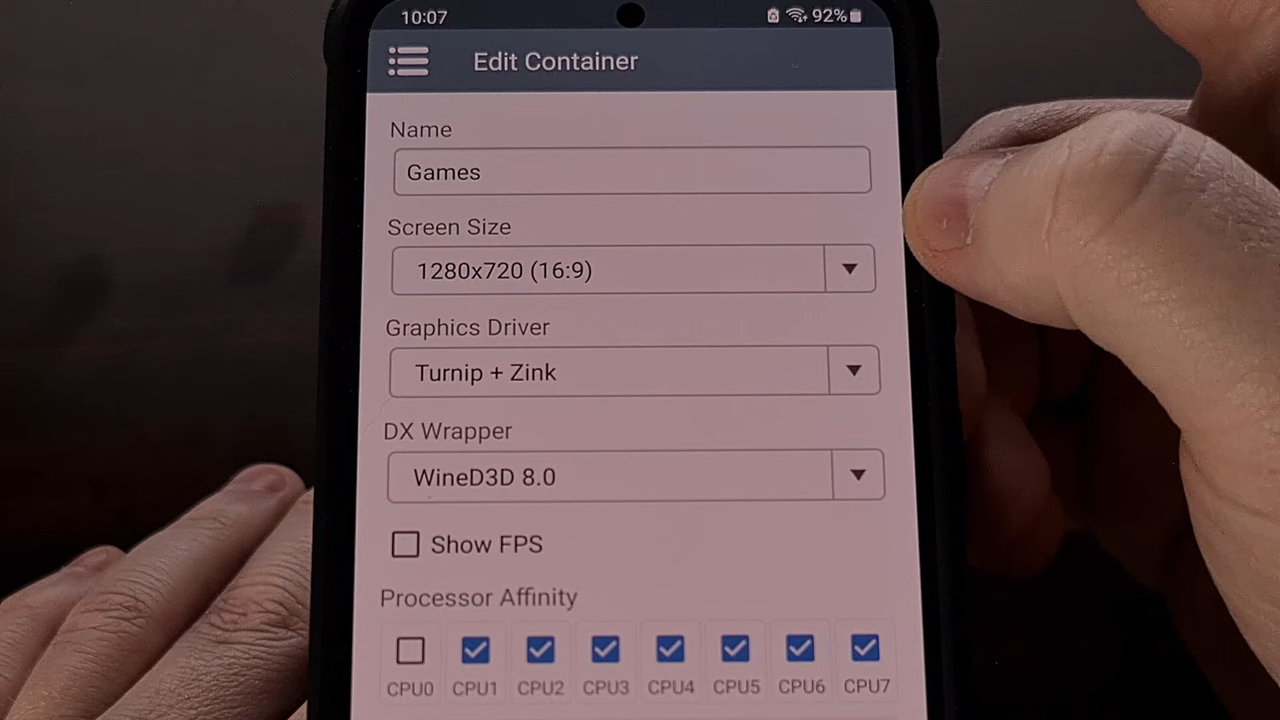 10:07 92%
Edit Container
Name
Games
Screen Size
1280x720 (16:9)
Graphics Driver
Turnip + Zink
DX Wrapper
WineD3D 8.0
Show FPS
Processor Affinity
CPU0 CPU1 CPU2 CPU3 CPU4 CPU5 CPU6 CPU7